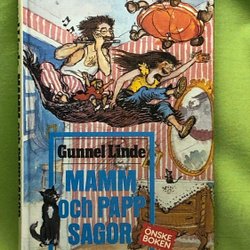 Gunnel Linde
MAMM
och PAPP
SAGOR
ÖNSKE
BOKEN